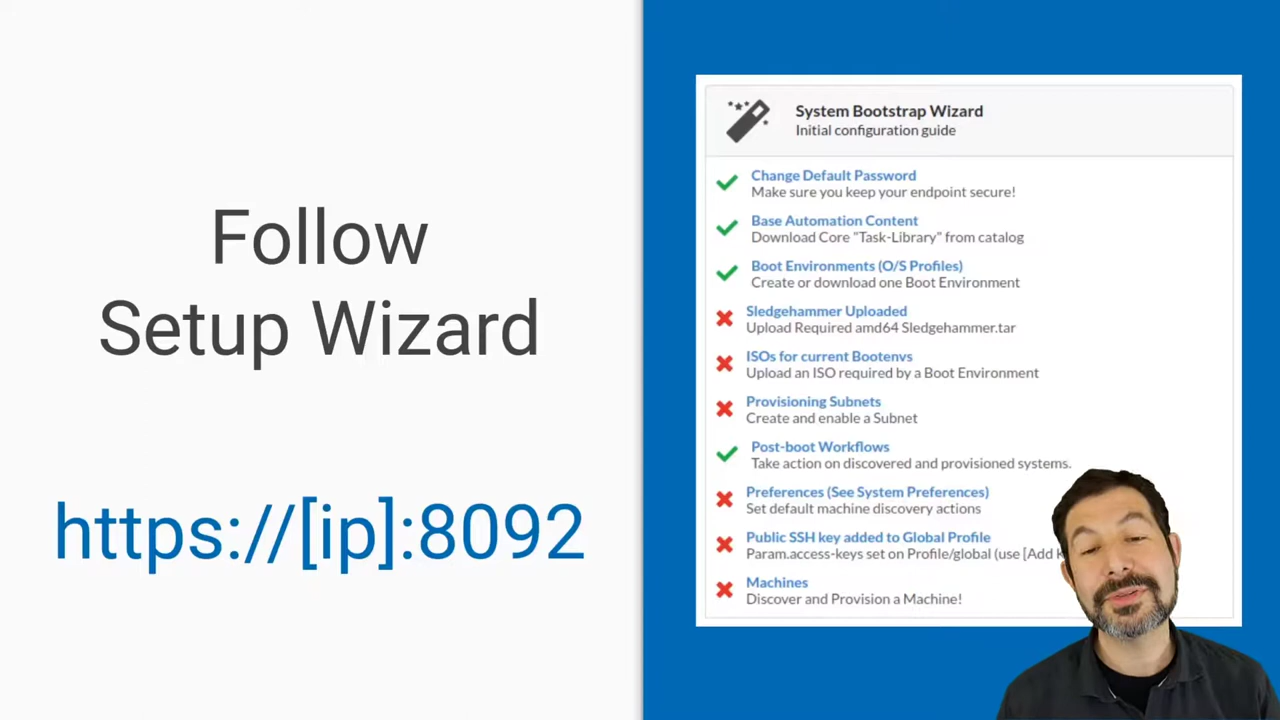 Follow
Setup Wizard
https://[ip]:8092
System Bootstrap Wizard
Initial configuration guide
Change Default Password
Make sure you keep your endpoint secure!
Base Automation Content
Download Core "Task-Library" from catalog
Boot Environments (O/S Profiles)
Create or download one Boot Environment
Sledgehammer Uploaded
Upload Required amd64 Sledgehammer.tar
ISOs for current Bootenvs
Upload an ISO required by a Boot Environment
Provisioning Subnets
Create and enable a Subnet
Post-boot Workflows
Take action on discovered and provisioned systems.
Preferences (See System Preferences)
Set default machine discovery actions
Public SSH key added to Global Profile
Param.access-keys set on Profile/global (use [Add
Machines
Discover and Provision a Machine!